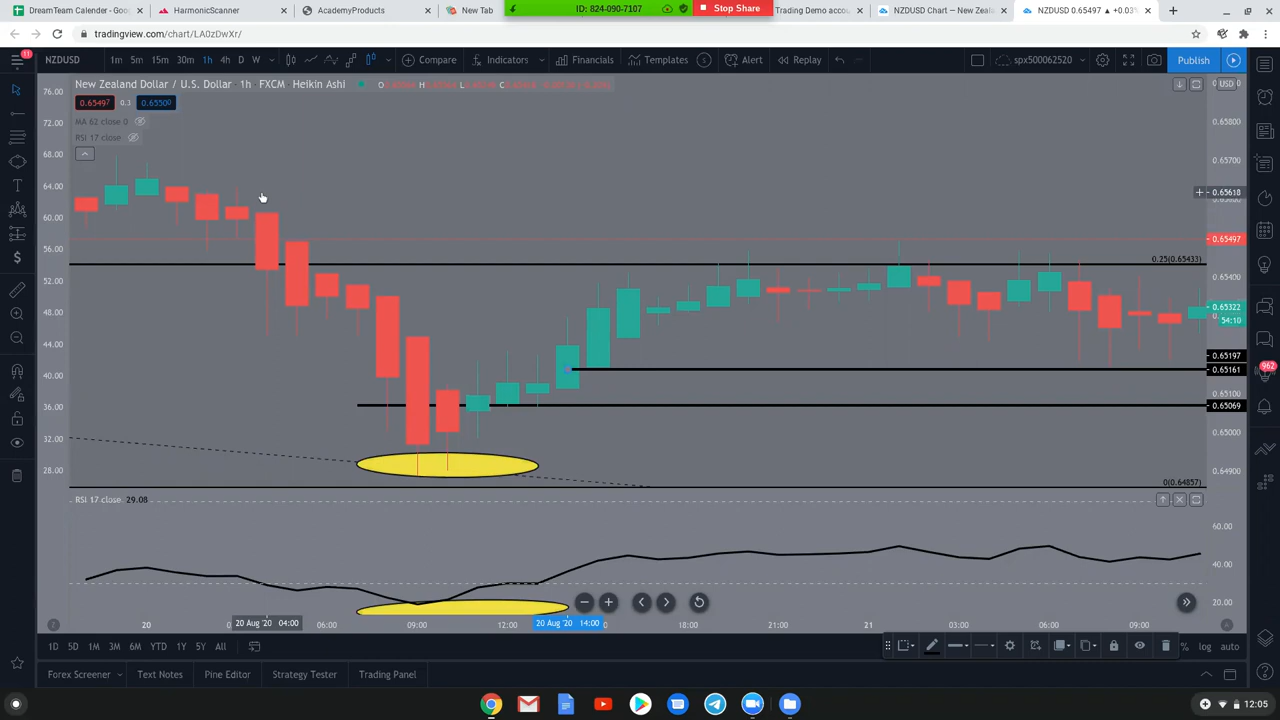 DreamTeam Calender - Goo
HarmonicScanner
AcademyProducts
New Tab
ID: 824-090-7107
Stop Share
Trading Demo accou
NZDUSD Chart — New Zeal
NZDUSD 0.65497 ▲ +0.03%
tradingview.com/chart/LA0zDwXr/
11
NZDUSD
1m 5m 15m 30m 1h 4h D W
Compare
Indicators
Financials
Templates
Alert
Replay
spx500062520
Publish
New Zealand Dollar / U.S. Dollar · 1h · FXCM · Heikin Ashi
0.65497 0.3 0.65500
MA 62 close 0
RSI 17 close
USD
76.00
72.00
68.00
64.00
60.00
56.00
52.00
48.00
44.00
40.00
36.00
32.00
28.00
0.65800
0.65700
0.65618
0.65497
0.25(0.65433)
0.65400
0.65322
54:10
0.65197
0.65161
0.65100
0.65069
0.65000
0.64900
0(0.64857)
962
RSI 17 close 29.08
60.00
40.00
20.00
20
20 Aug '20 04:00
06:00
09:00
12:00
20 Aug '20 14:00
18:00
21:00
21
03:00
06:00
09:00
1D 5D 1M 3M 6M YTD 1Y 5Y All
% log auto
Forex Screener
Text Notes
Pine Editor
Strategy Tester
Trading Panel
12:05